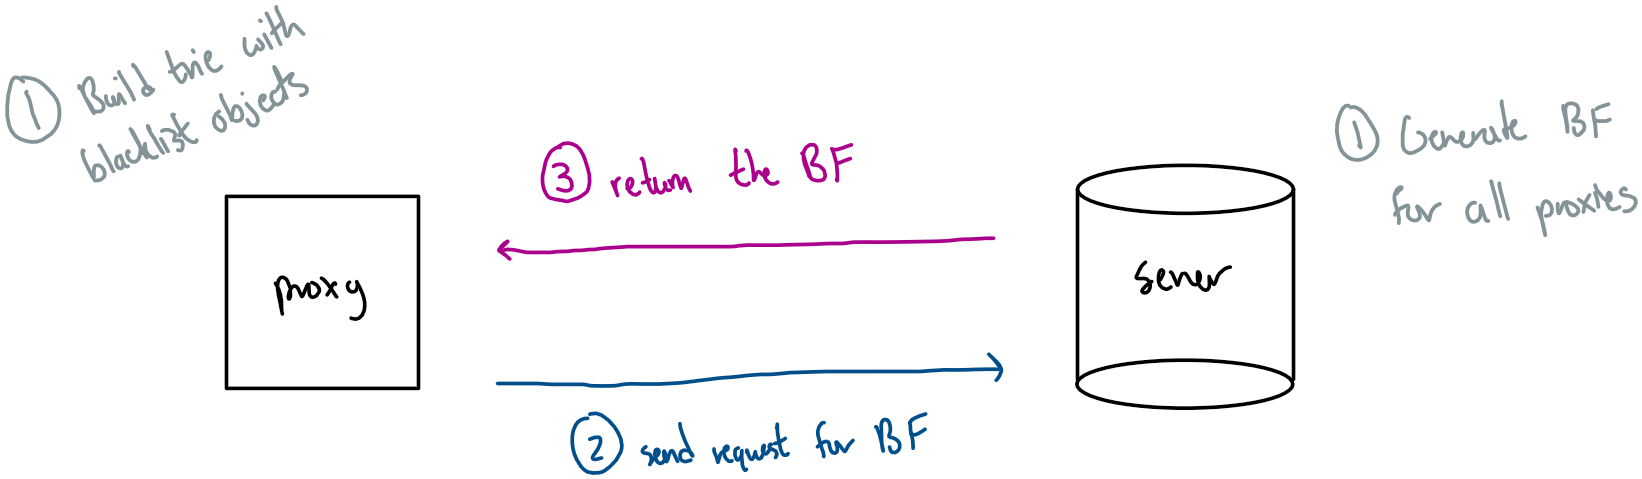 ① Build trie with
blacklist objects
③ return the BF
① Generate BF
for all proxies
proxy
server
② send request for BF